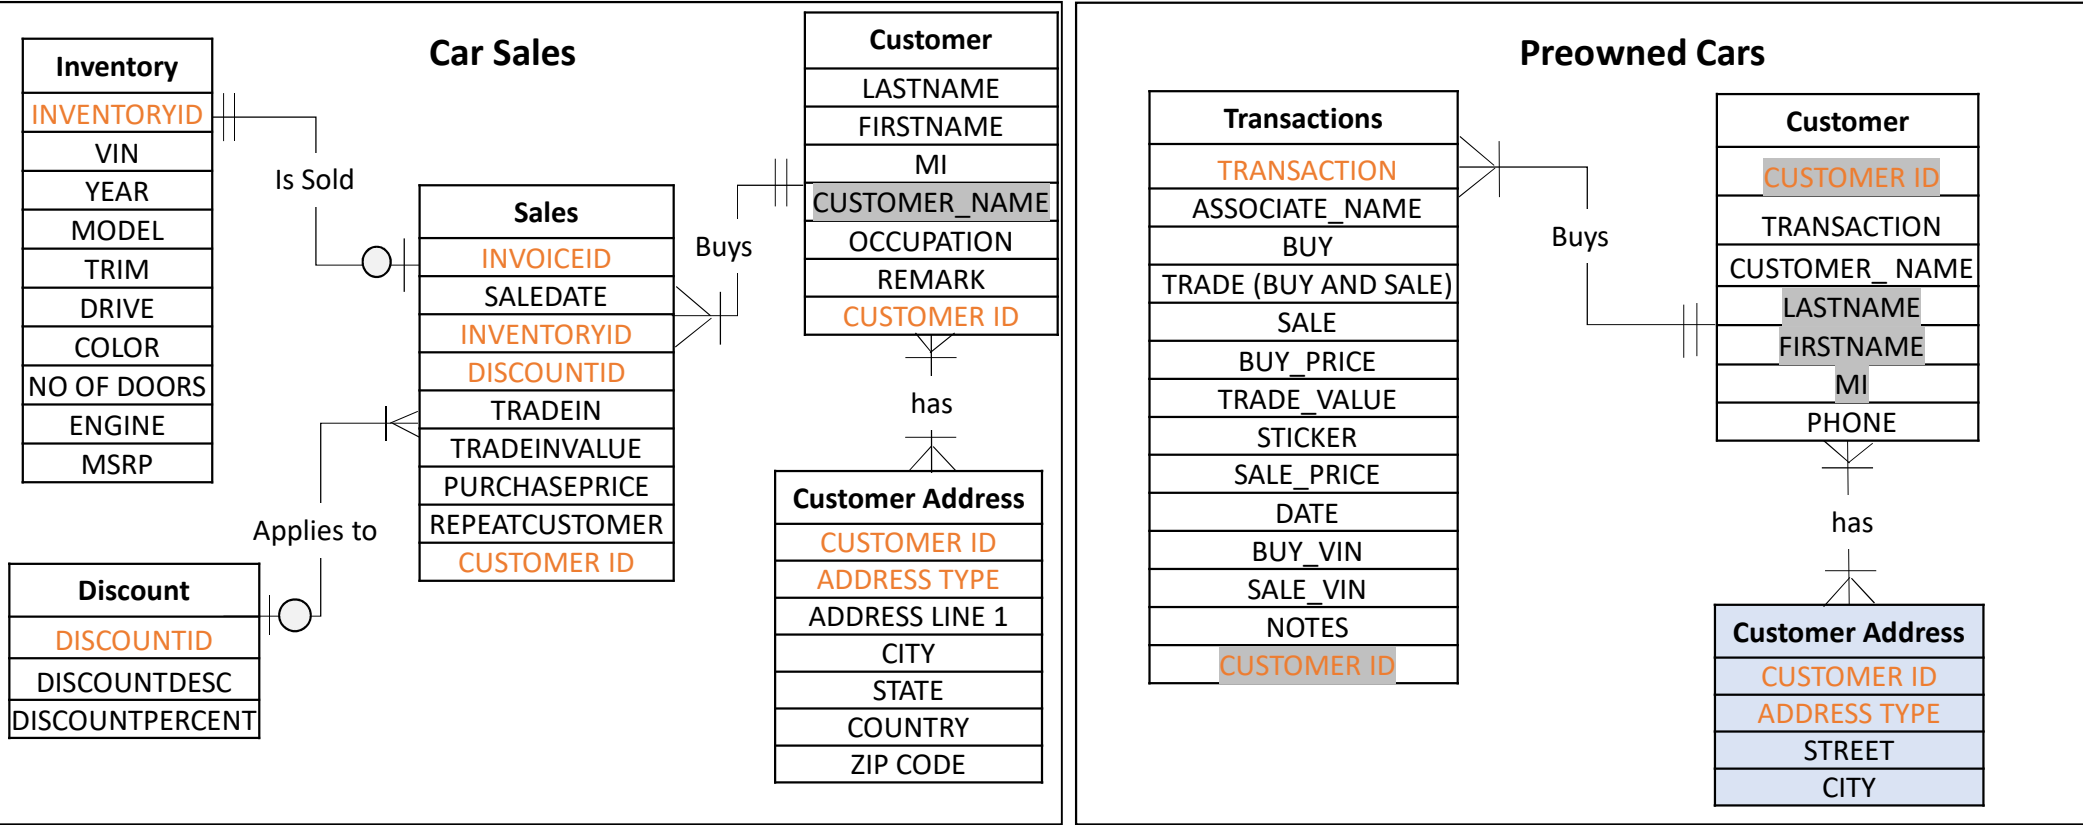 Car Sales
Inventory
INVENTORYID
VIN
YEAR
MODEL
TRIM
DRIVE
COLOR
NO OF DOORS
ENGINE
MSRP
Is Sold
Sales
INVOICEID
SALEDATE
INVENTORYID
DISCOUNTID
TRADEIN
TRADEINVALUE
PURCHASEPRICE
REPEATCUSTOMER
CUSTOMER ID
Buys
Customer
LASTNAME
FIRSTNAME
MI
CUSTOMER_NAME
OCCUPATION
REMARK
CUSTOMER ID
has
Customer Address
CUSTOMER ID
ADDRESS TYPE
ADDRESS LINE 1
CITY
STATE
COUNTRY
ZIP CODE
Applies to
Discount
DISCOUNTID
DISCOUNTDESC
DISCOUNTPERCENT
Preowned Cars
Transactions
TRANSACTION
ASSOCIATE_NAME
BUY
TRADE (BUY AND SALE)
SALE
BUY_PRICE
TRADE_VALUE
STICKER
SALE_PRICE
DATE
BUY_VIN
SALE_VIN
NOTES
CUSTOMER ID
Buys
Customer
CUSTOMER ID
TRANSACTION
CUSTOMER_ NAME
LASTNAME
FIRSTNAME
MI
PHONE
has
Customer Address
CUSTOMER ID
ADDRESS TYPE
STREET
CITY